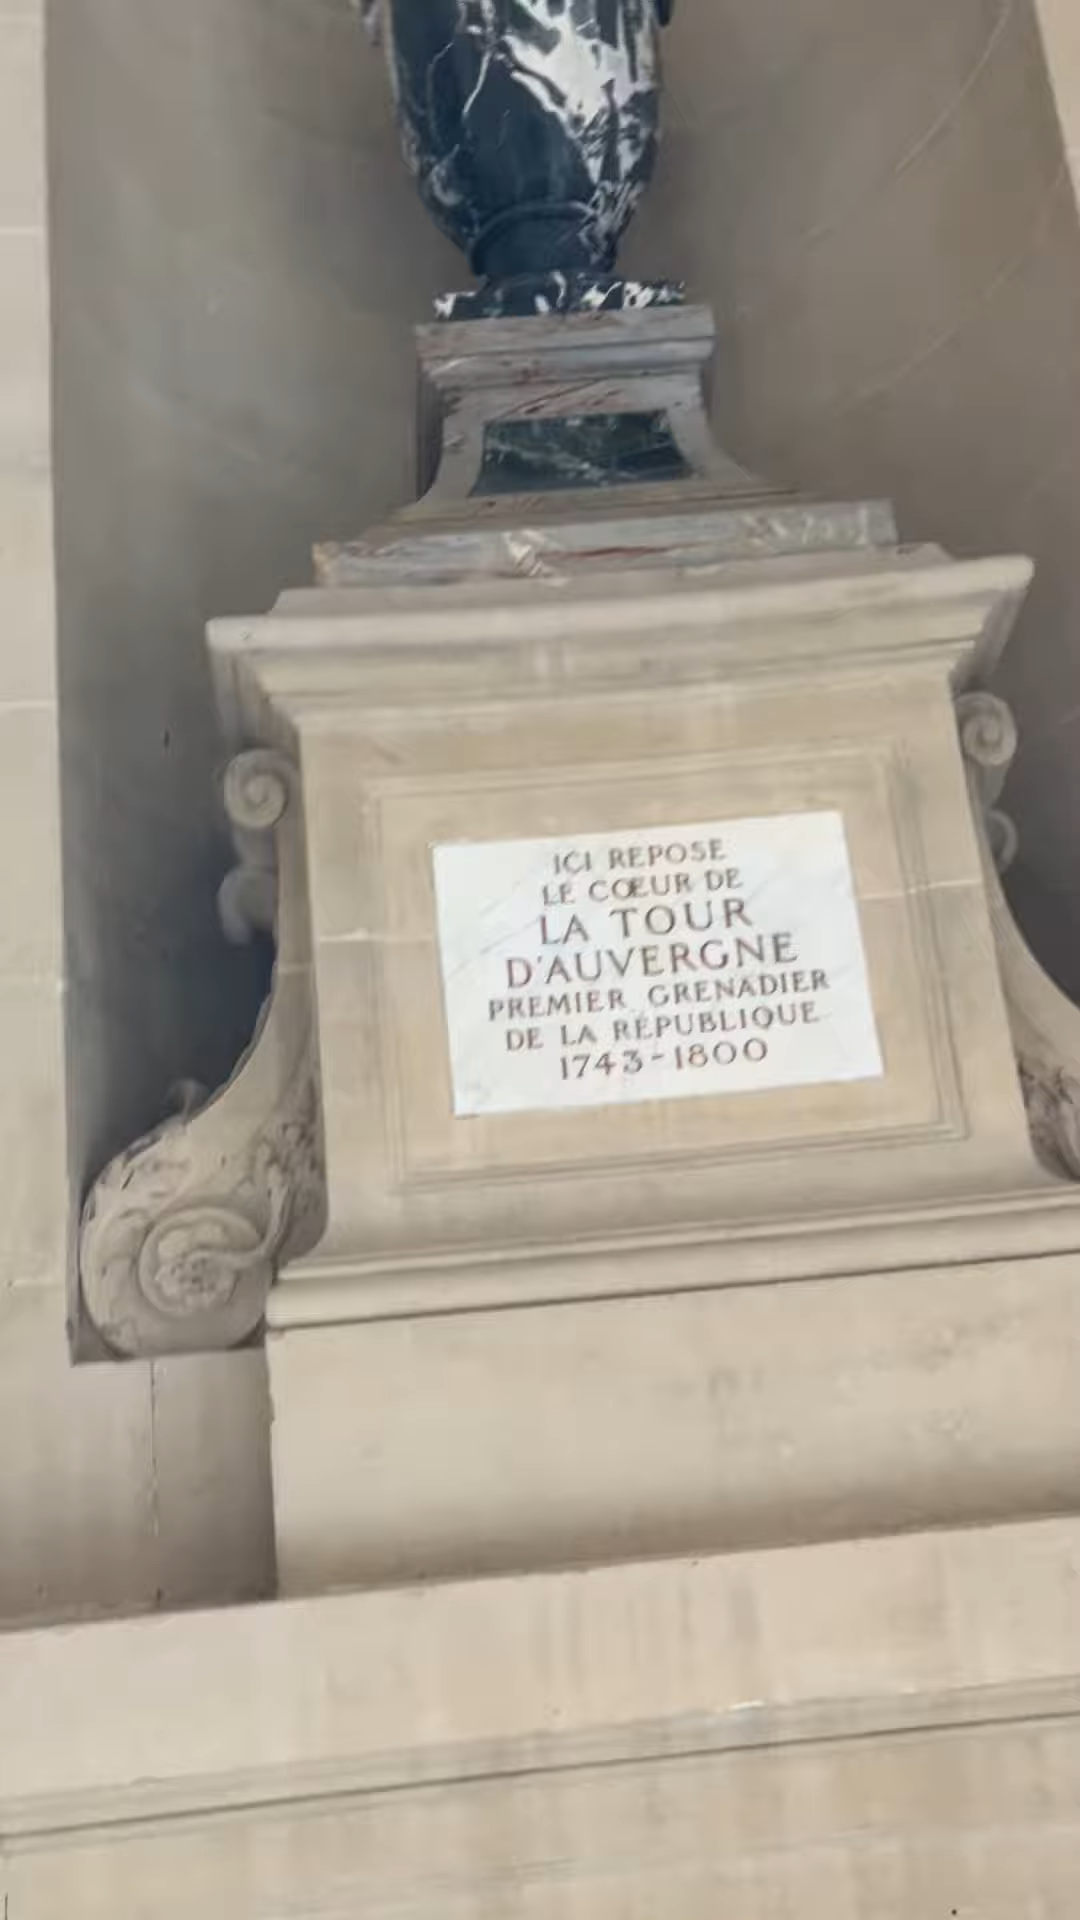 ICI REPOSE
LE CŒUR DE
LA TOUR
D'AUVERGNE
PREMIER GRENADIER
DE LA RÉPUBLIQUE
1743-1800